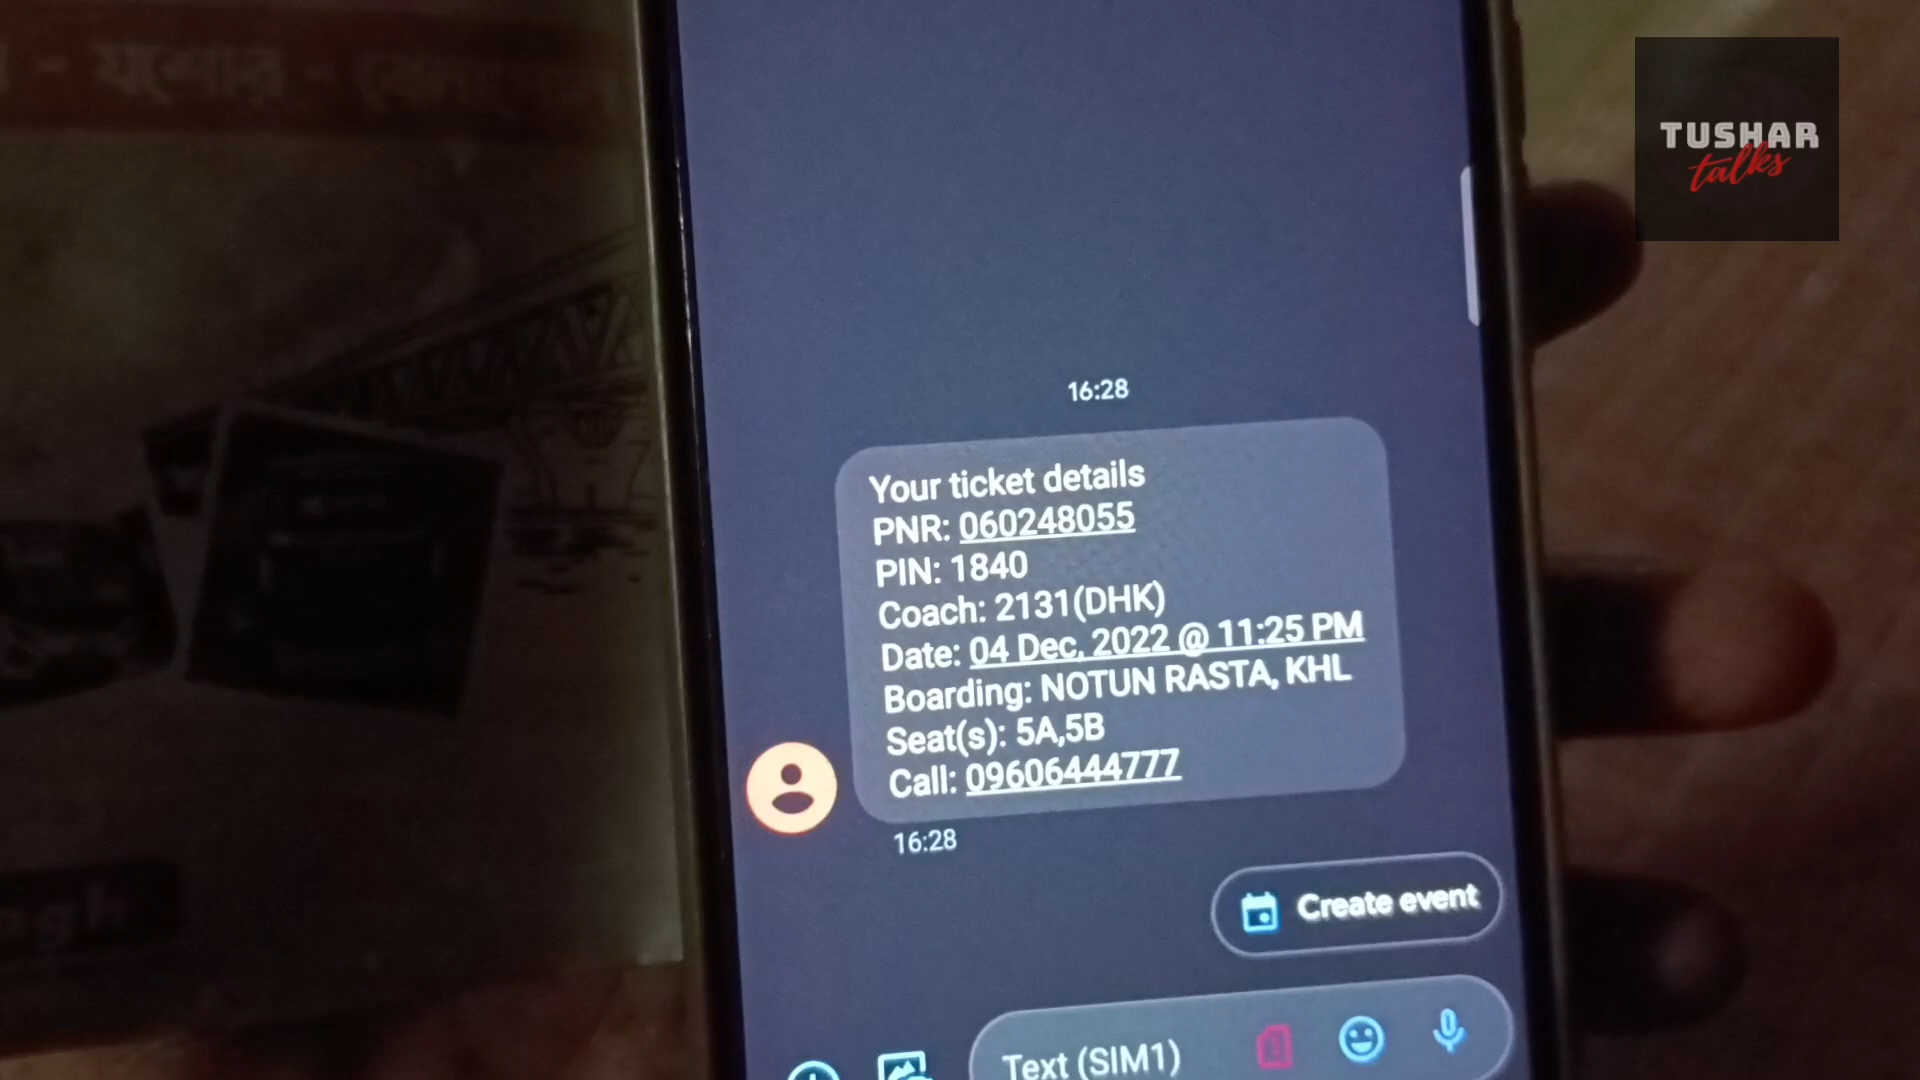 - যশোর -
TUSHAR
talks
16:28
Your ticket details
PNR: 060248055
PIN: 1840
Coach: 2131(DHK)
Date: 04 Dec, 2022 @ 11:25 PM
Boarding: NOTUN RASTA, KHL
Seat(s): 5A,5B
Call: 09606444777
16:28
Create event
Text (SIM1)